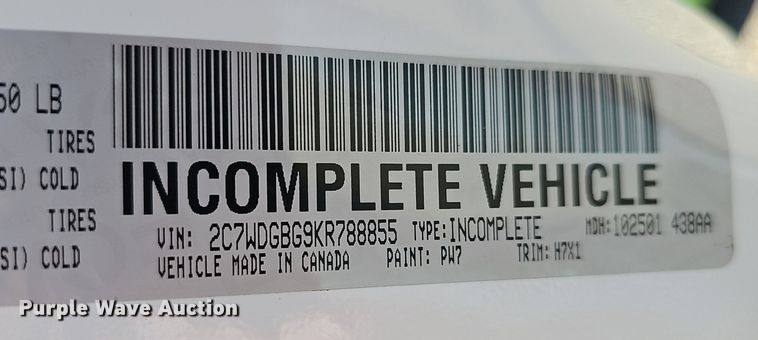 50 LB
TIRES
SI) COLD
TIRES
SI) COLD
INCOMPLETE VEHICLE
VIN: 2C7WDGBG9KR788855 TYPE:INCOMPLETE MDH:102501 438AA
VEHICLE MADE IN CANADA PAINT: PW7 TRIM: H7X1
Purple Wave Auction